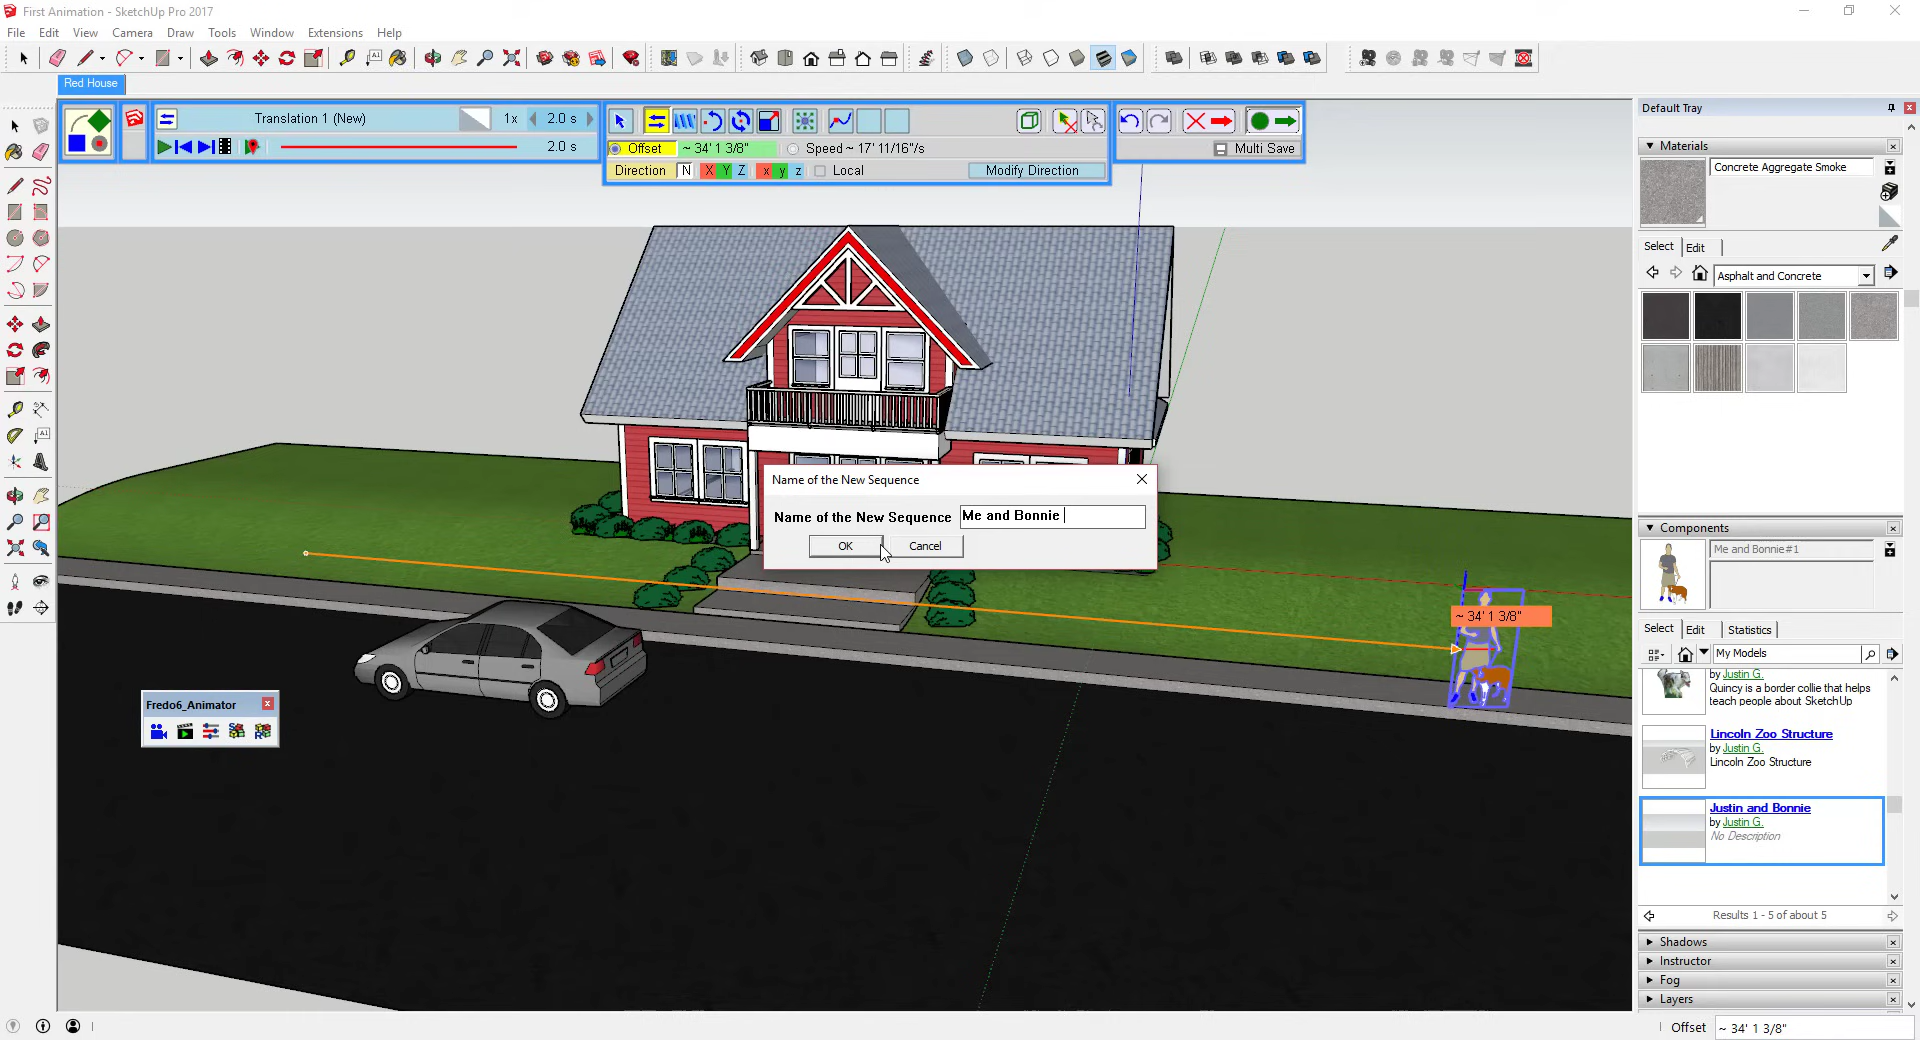 First Animation - SketchUp Pro 2017
File Edit View Camera Draw Tools Window Extensions Help
Red House
Translation 1 (New) 1x 2.0 s
2.0 s
Offset ~ 34' 1 3/8" Speed ~ 17' 11/16"/s
Direction N X Y Z x y z Local Modify Direction
Multi Save
Name of the New Sequence
Name of the New Sequence Me and Bonnie
OK Cancel
~ 34' 1 3/8"
Fredo6_Animator
Default Tray
Materials
Concrete Aggregate Smoke
Select Edit
Asphalt and Concrete
Components
Me and Bonnie#1
Select Edit Statistics
My Models
by Justin G.
Quincy is a border collie that helps
teach people about SketchUp
Lincoln Zoo Structure
by Justin G.
Lincoln Zoo Structure
Justin and Bonnie
by Justin G.
No Description
Results 1 - 5 of about 5
Shadows
Instructor
Fog
Layers
Offset ~ 34' 1 3/8"